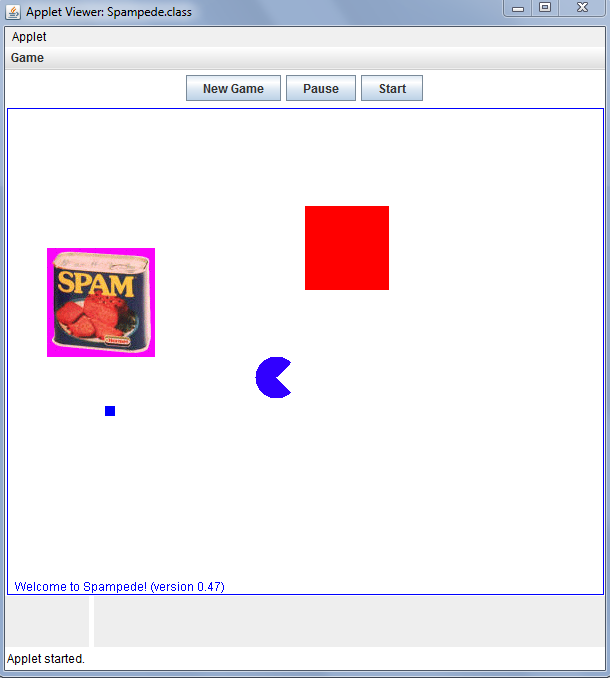 Applet Viewer: Spampede.class
Applet
Game
New Game Pause Start
SPAM
Welcome to Spampede! (version 0.47)
Applet started.